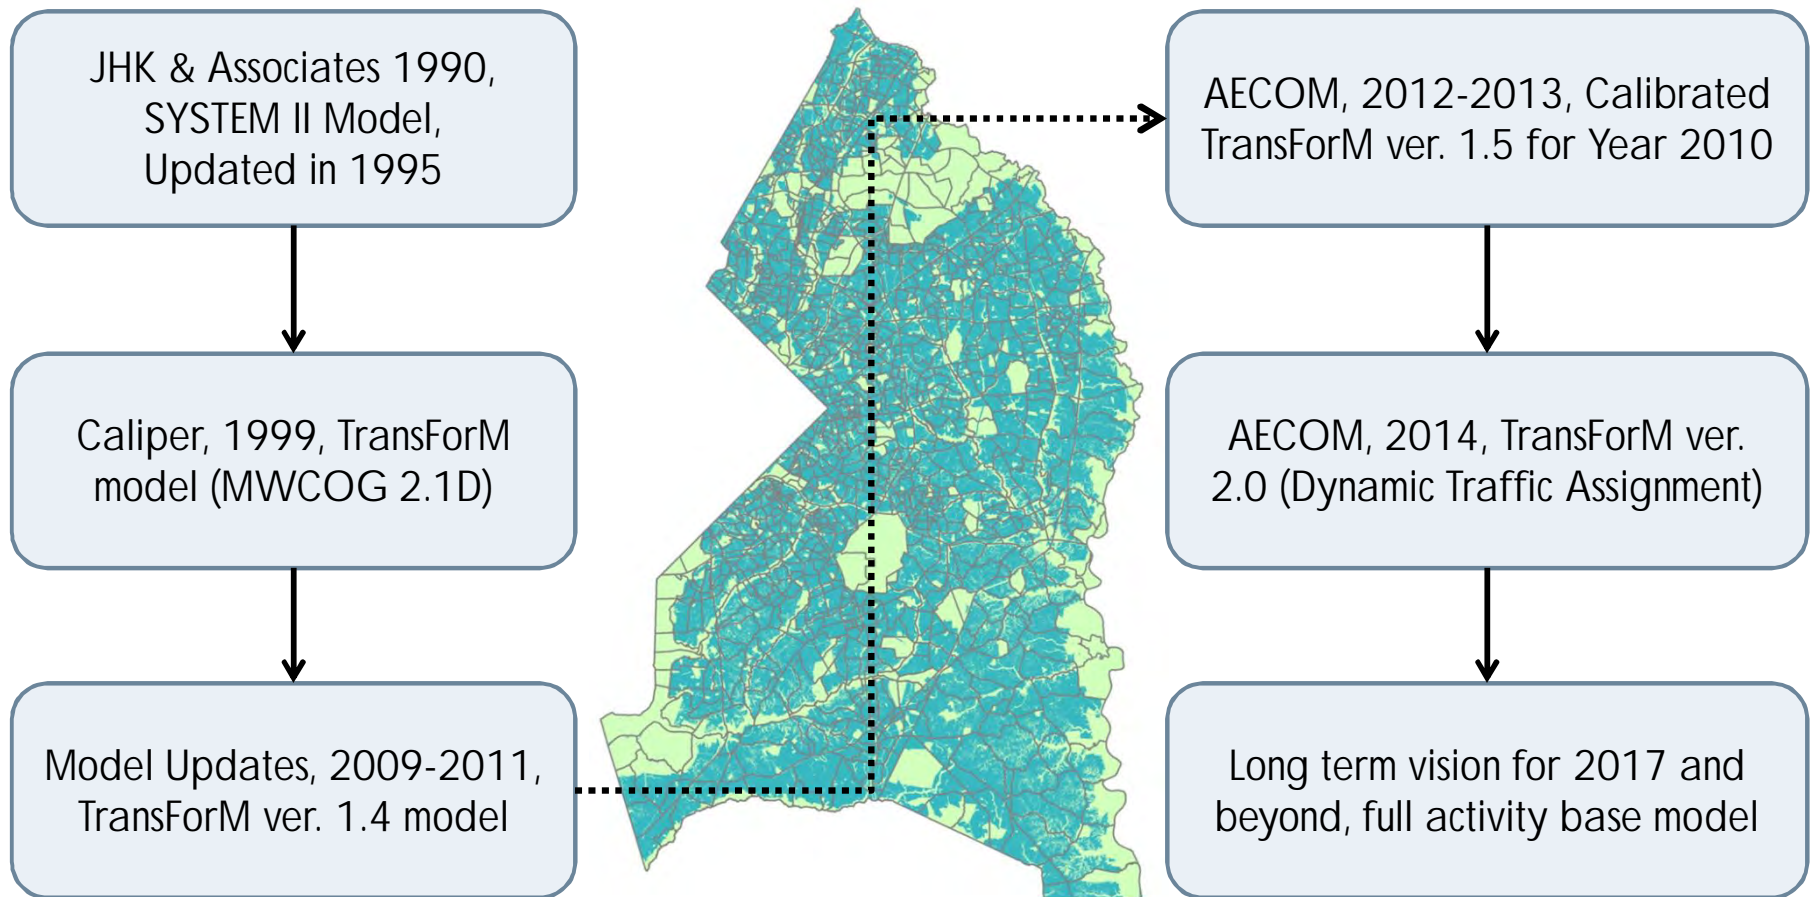 JHK & Associates 1990,
SYSTEM II Model,
Updated in 1995
Caliper, 1999, TransForM
model (MWCOG 2.1D)
Model Updates, 2009-2011,
TransForM ver. 1.4 model
AECOM, 2012-2013, Calibrated
TransForM ver. 1.5 for Year 2010
AECOM, 2014, TransForM ver.
2.0 (Dynamic Traffic Assignment)
Long term vision for 2017 and
beyond, full activity base model